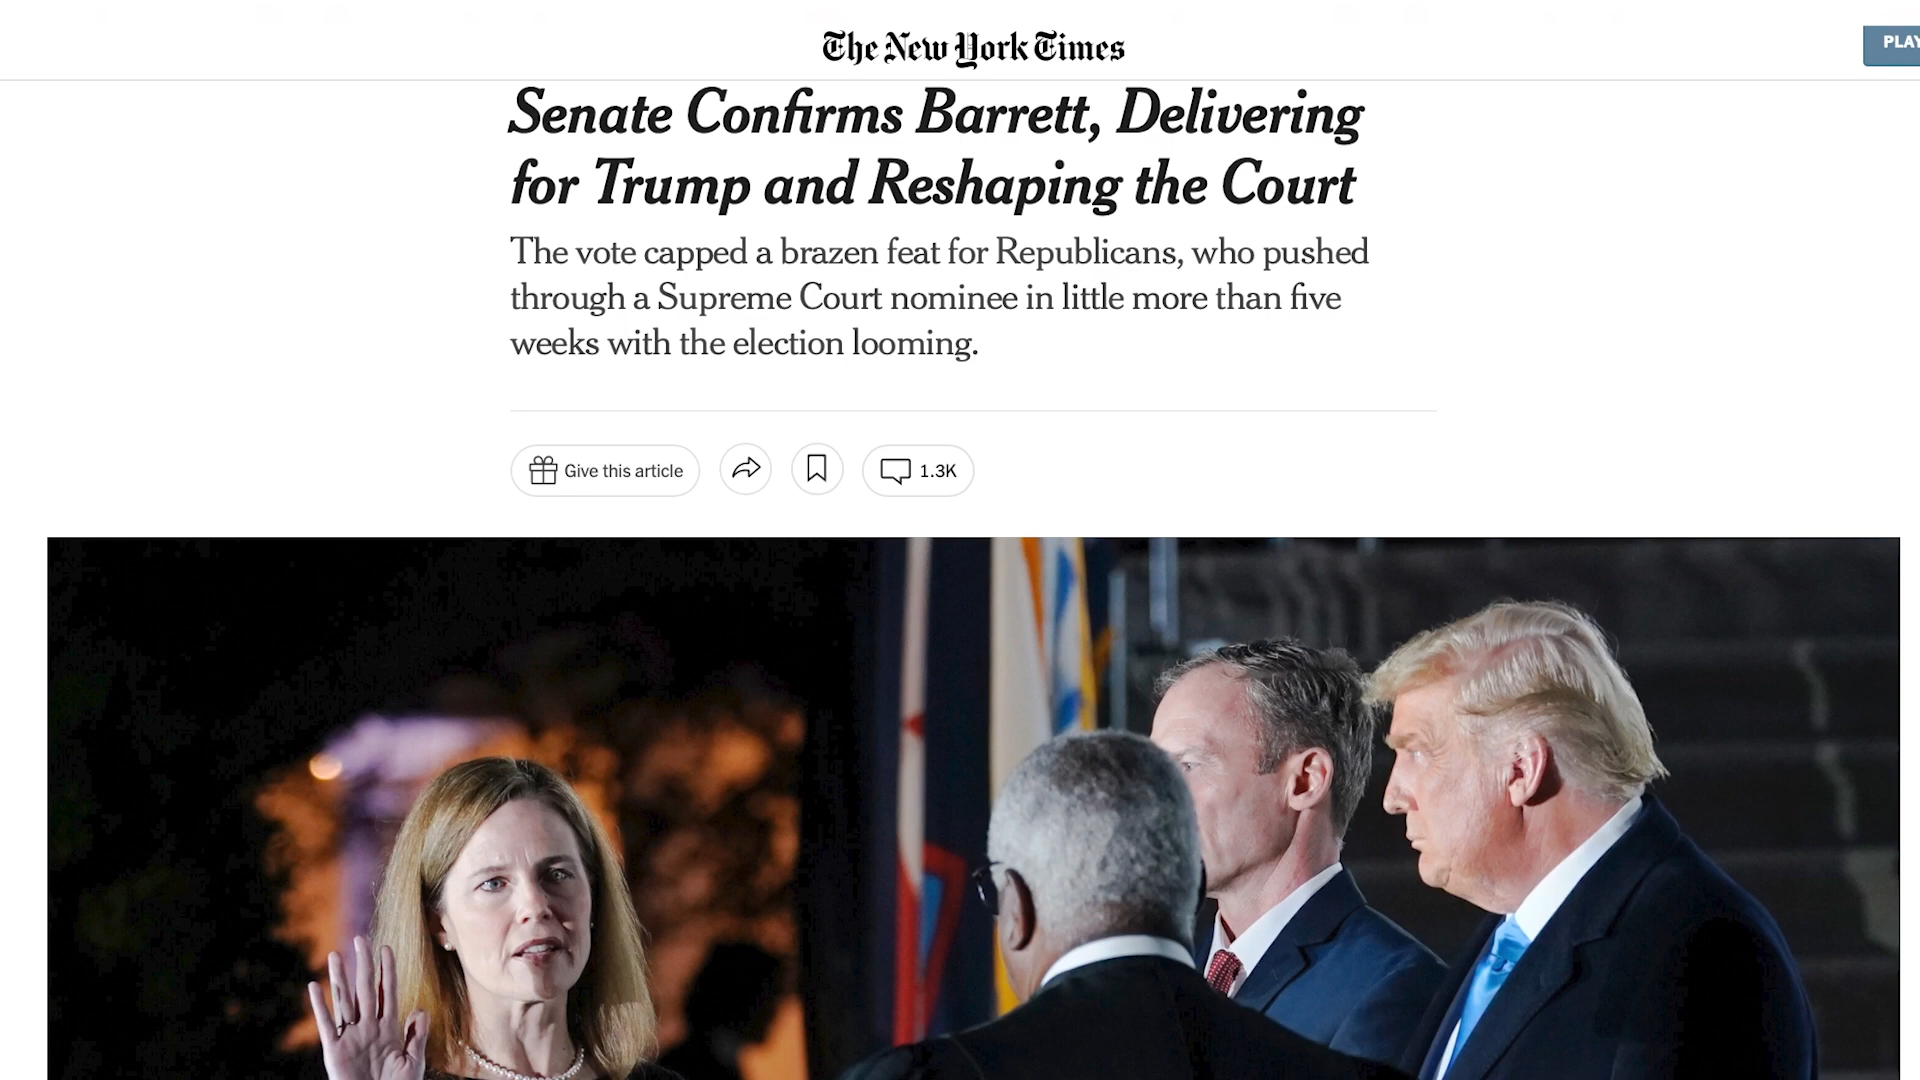 The New York Times
PLAY
Senate Confirms Barrett, Delivering
for Trump and Reshaping the Court
The vote capped a brazen feat for Republicans, who pushed
through a Supreme Court nominee in little more than five
weeks with the election looming.
Give this article
1.3K